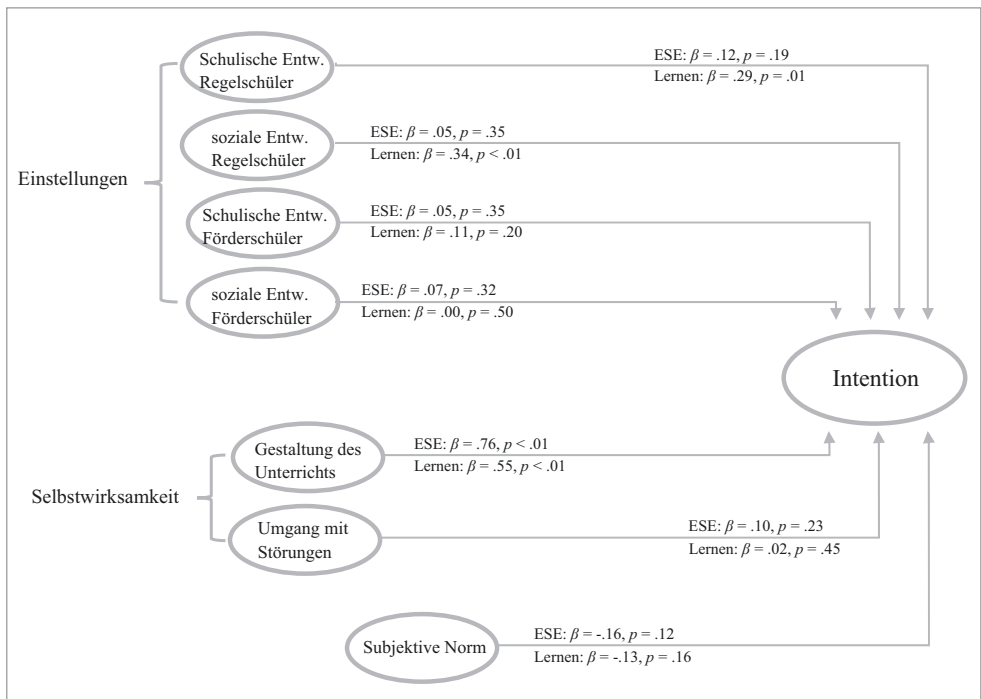 Schulische Entw.
Regelschüler
ESE: β = .12, p = .19
Lernen: β = .29, p = .01
soziale Entw.
Regelschüler
ESE: β = .05, p = .35
Lernen: β = .34, p < .01
Einstellungen
Schulische Entw.
Förderschüler
ESE: β = .05, p = .35
Lernen: β = .11, p = .20
soziale Entw.
Förderschüler
ESE: β = .07, p = .32
Lernen: β = .00, p = .50
Intention
Gestaltung des
Unterrichts
ESE: β = .76, p < .01
Lernen: β = .55, p < .01
Selbstwirksamkeit
Umgang mit
Störungen
ESE: β = .10, p = .23
Lernen: β = .02, p = .45
Subjektive Norm
ESE: β = -.16, p = .12
Lernen: β = -.13, p = .16